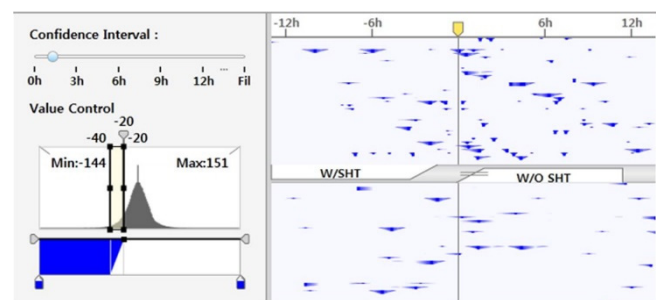 Confidence Interval :
0h 3h 6h 9h 12h ... Fil
Value Control
-20
-40 -20
Min:-144 Max:151
-12h -6h 6h 12h
W/SHT W/O SHT